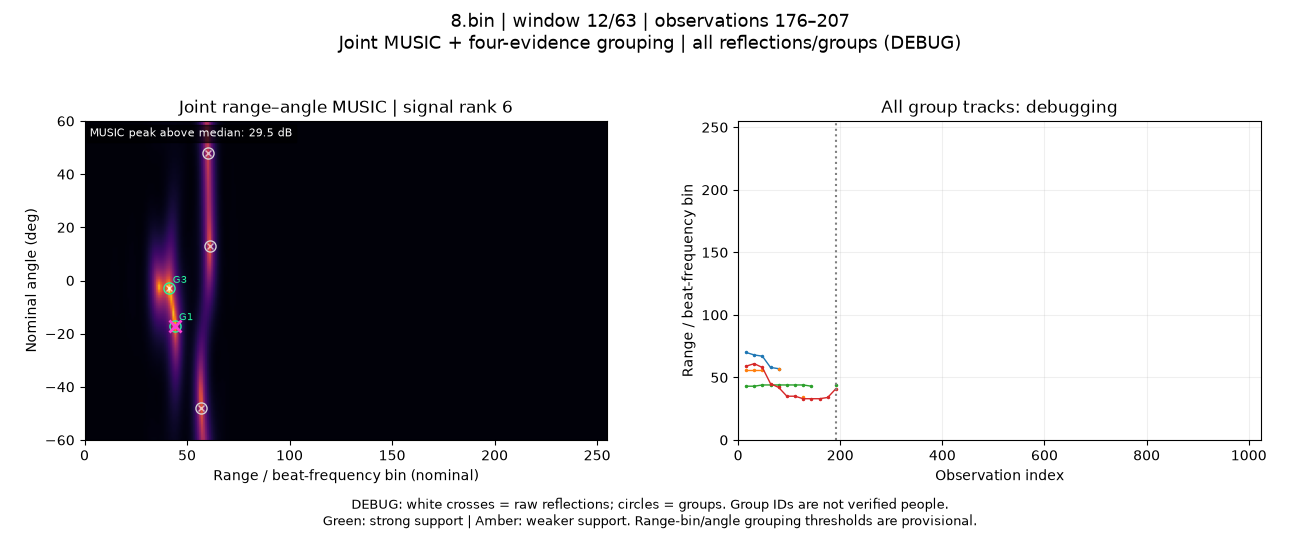 8.bin | window 12/63 | observations 176–207
Joint MUSIC + four-evidence grouping | all reflections/groups (DEBUG)
Joint range–angle MUSIC | signal rank 6
MUSIC peak above median: 29.5 dB
Nominal angle (deg)
60
40
20
0
−20
−40
−60
G3
G1
0
50
100
150
200
250
Range / beat-frequency bin (nominal)
All group tracks: debugging
Range / beat-frequency bin
250
200
150
100
50
0
0
200
400
600
800
1000
Observation index
DEBUG: white crosses = raw reflections; circles = groups. Group IDs are not verified people.
Green: strong support | Amber: weaker support. Range-bin/angle grouping thresholds are provisional.